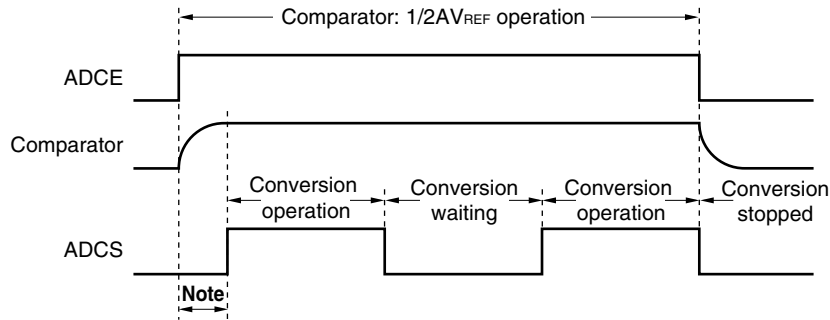 Comparator: 1/2AVREF operation
ADCE
Comparator
Conversion operation
Conversion waiting
Conversion operation
Conversion stopped
ADCS
Note